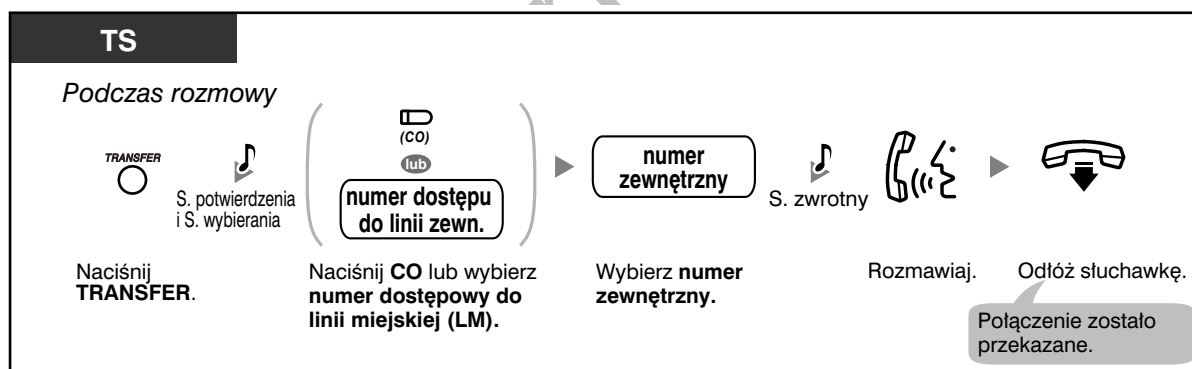 TS
Podczas rozmowy
TRANSFER
S. potwierdzenia
i S. wybierania
(CO)
lub
numer dostępu
do linii zewn.
numer
zewnętrzny
S. zwrotny
Naciśnij
TRANSFER.
Naciśnij CO lub wybierz
numer dostępowy do
linii miejskiej (LM).
Wybierz numer
zewnętrzny.
Rozmawiaj.
Odłóż słuchawkę.
Połączenie zostało
przekazane.